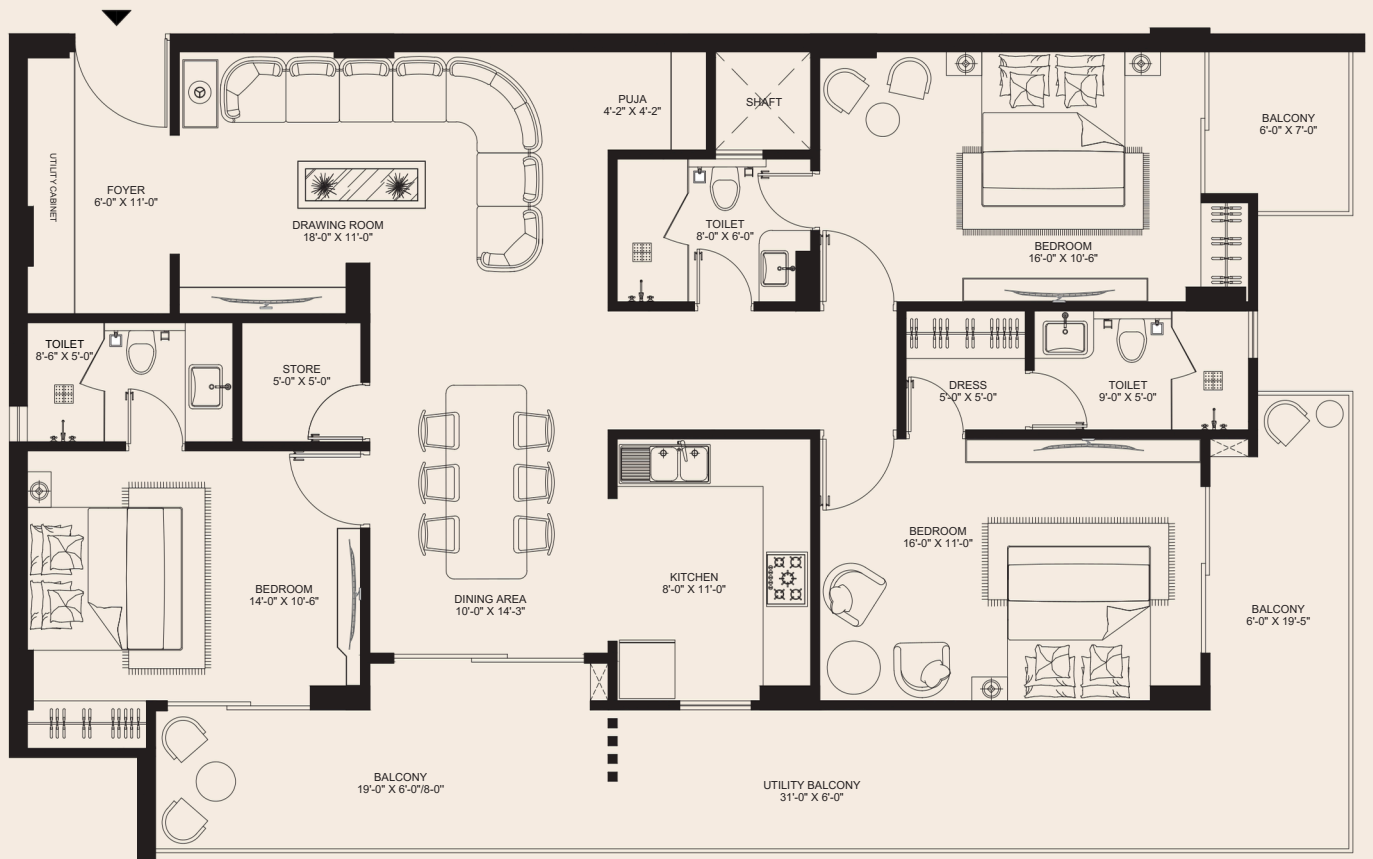 PUJA
4'-2" X 4'-2"
SHAFT
BALCONY
6'-0" X 7'-0"
UTILITY CABINET
FOYER
6'-0" X 11'-0"
DRAWING ROOM
18'-0" X 11'-0"
TOILET
8'-0" X 6'-0"
BEDROOM
16'-0" X 10'-6"
TOILET
8'-6" X 5'-0"
STORE
5'-0" X 5'-0"
DRESS
5'-0" X 5'-0"
TOILET
9'-0" X 5'-0"
BEDROOM
16'-0" X 11'-0"
BEDROOM
14'-0" X 10'-6"
DINING AREA
10'-0" X 14'-3"
KITCHEN
8'-0" X 11'-0"
BALCONY
6'-0" X 19'-5"
BALCONY
19'-0" X 6'-0"/8-0"
UTILITY BALCONY
31'-0" X 6'-0"